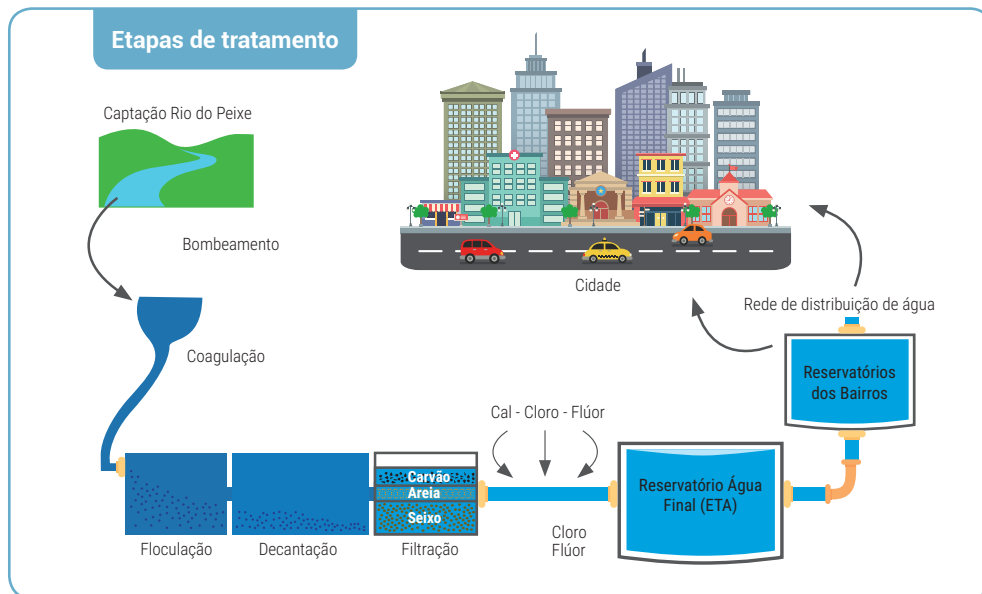 Etapas de tratamento
Captação Rio do Peixe
Bombeamento
Coagulação
Floculação
Decantação
Carvão
Areia
Seixo
Filtração
Cal - Cloro - Flúor
Cloro
Flúor
Reservatório Água
Final (ETA)
Reservatórios
dos Bairros
Rede de distribuição de água
Cidade